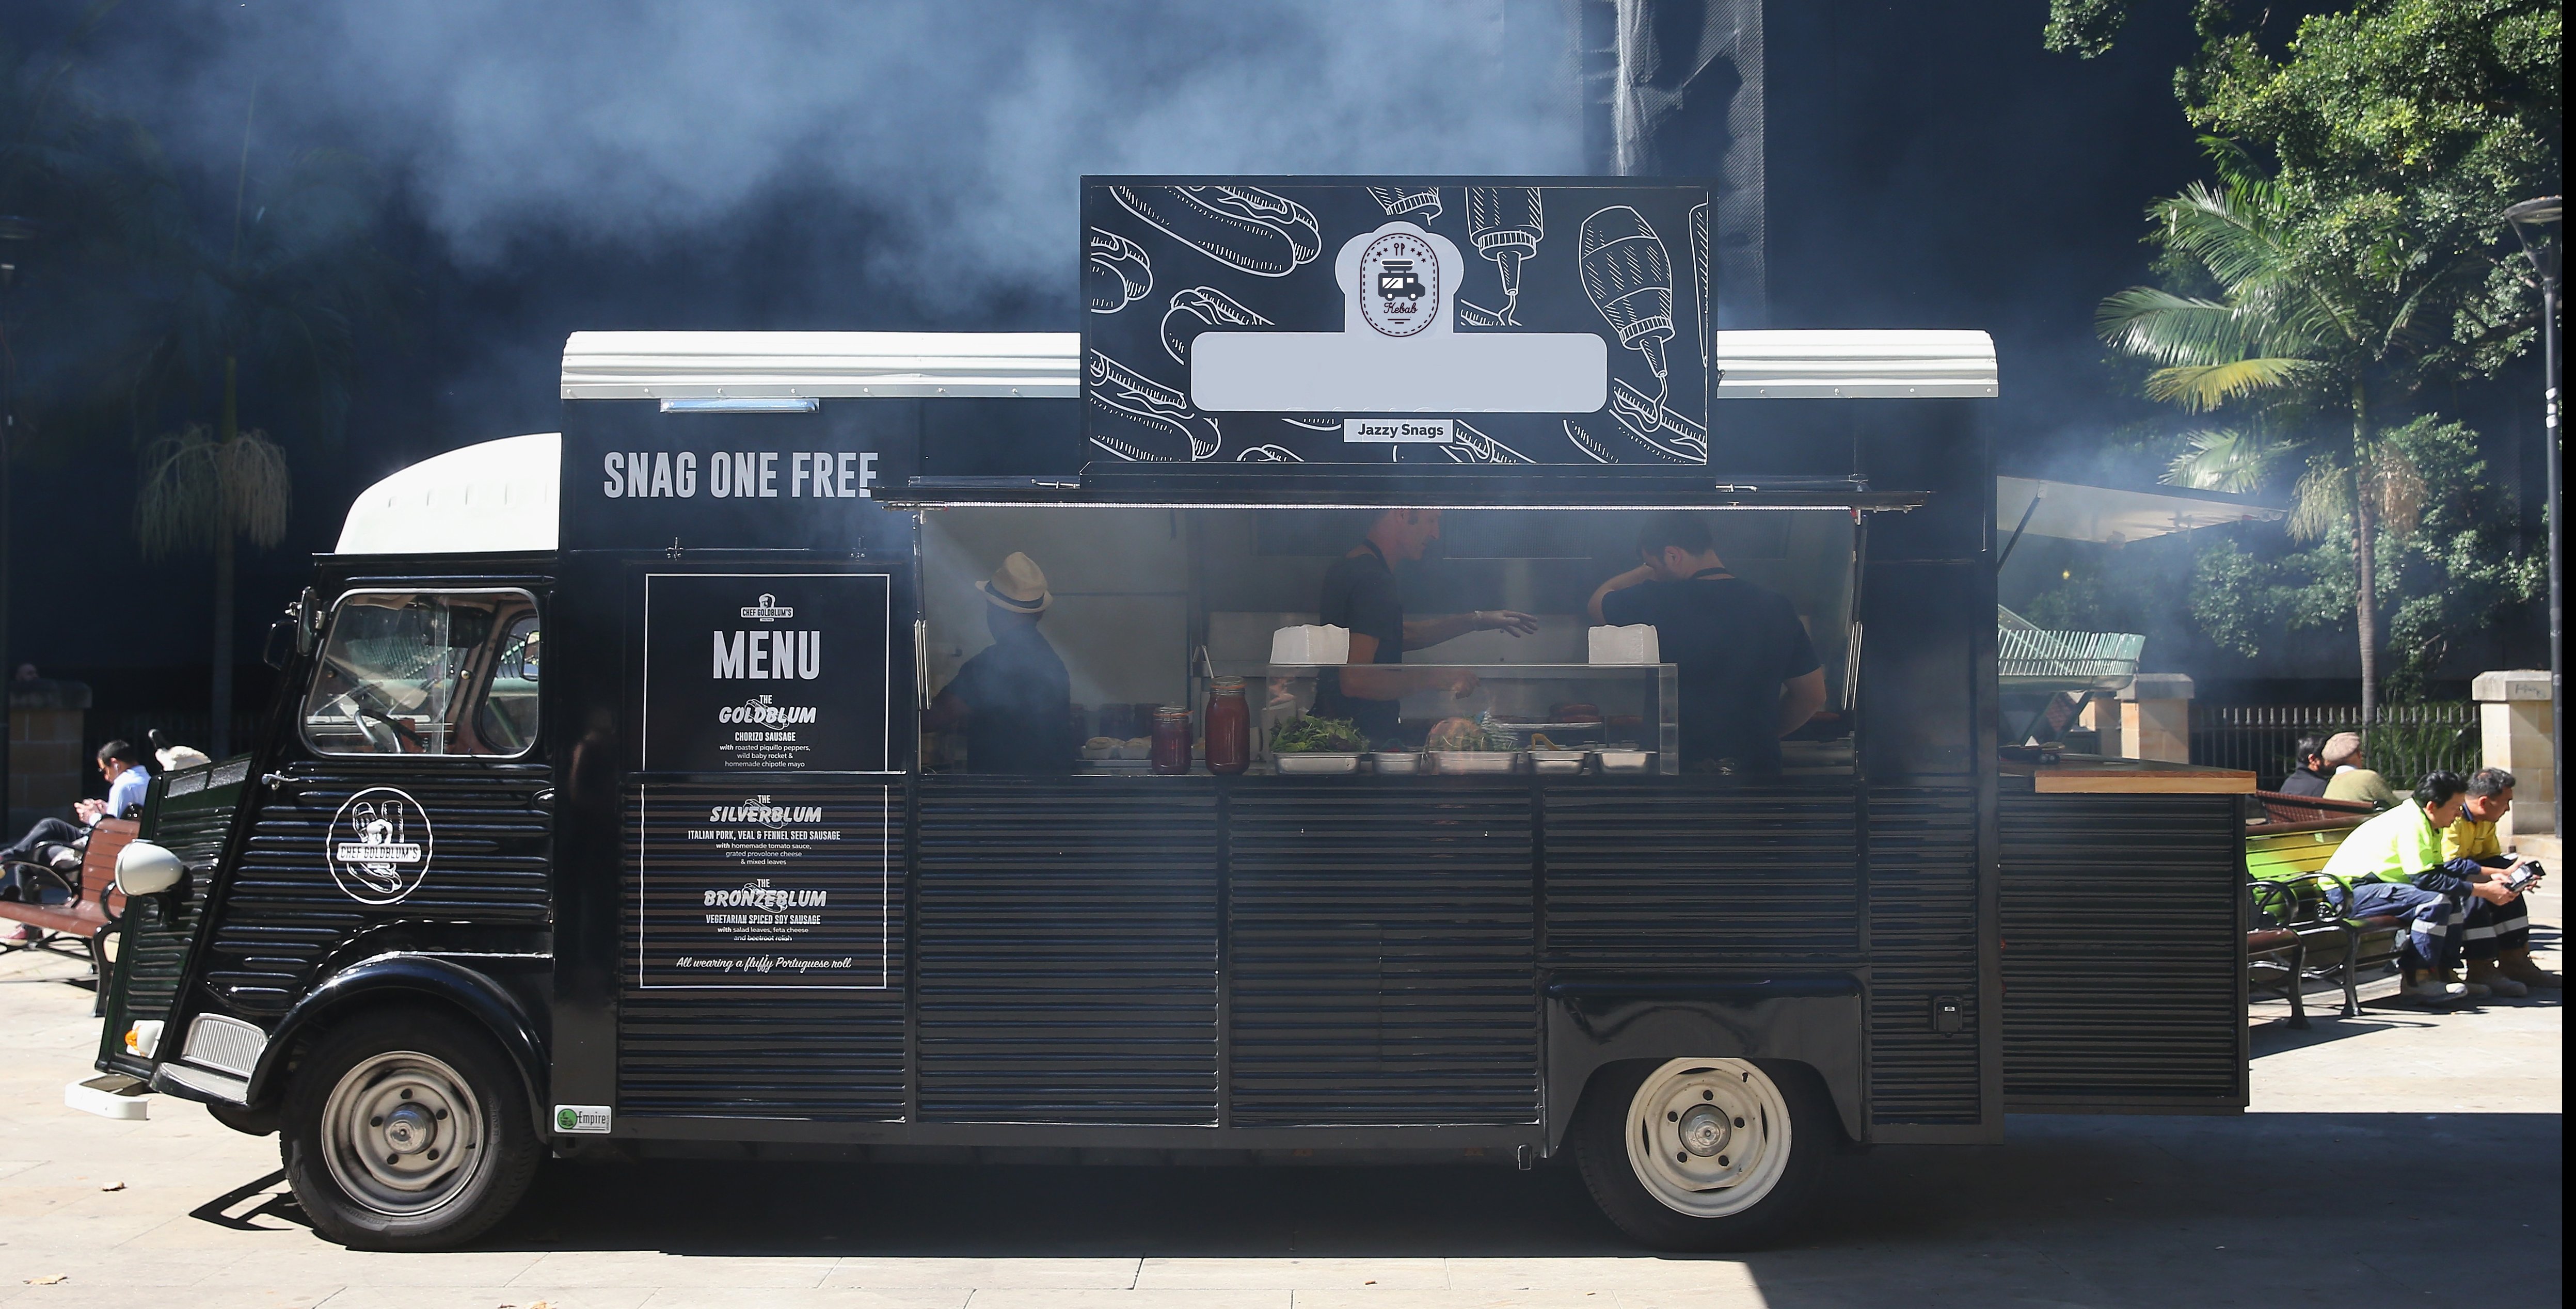 Kebab
Jazzy Snags
SNAG ONE FREE
CHEF GOLDBLUM'S
MENU
THE
GOLDBLUM
CHORIZO SAUSAGE
with roasted piquillo peppers,
wild baby rocket &
homemade chipotle mayo
THE
SILVERBLUM
ITALIAN PORK, VEAL & FENNEL SEED SAUSAGE
with homemade tomato sauce,
grated provolone cheese
& mixed leaves
THE
BRONZEBLUM
VEGETARIAN SPICED SOY SAUSAGE
with salad leaves, feta cheese
and beetroot relish
All wearing a fluffy Portuguese roll
CHEF GOLDBLUM'S
Empire